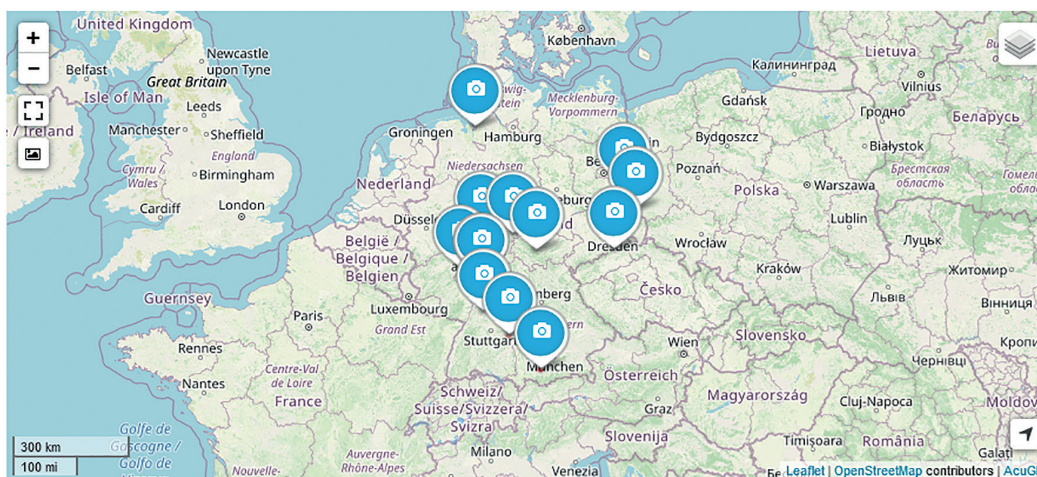 United Kingdom
København
Lietuva
+
Newcastle
upon Tyne
Калининград
−
Belfast
Great Britain
Vilnius
Isle of Man
Leeds
Mecklenburg-
Vorpommern
Gdańsk
Гродно
Беларусь
/ Ireland
Manchester
Sheffield
Groningen
Hamburg
Bydgoszcz
Białystok
England
Niedersachsen
Poznań
Брестская
область
Cymru /
Wales
Birmingham
Nederland
Polska
Warszawa
Cardiff
London
Lublin
België /
Belgique /
Belgien
Dresden
Wrocław
Луцьк
Kraków
Житомир
Guernsey
Luxembourg
Česko
Львів
Вінниця
Paris
Grand Est
Slovensko
Rennes
Wien
Чернівці
München
Centre-Val
de Loire
Nantes
France
Österreich
Magyarország
Schweiz/
Suisse/Svizzera/
Svizra
Cluj-Napoca
Graz
Golfe de
Gascogne /
Golfo de
300 km
Slovenija
Timișoara
România
Auvergne-
Rhône-Alpes
Milano
100 mi
Nouvelle-
Venezia
Leaflet | OpenStreetMap contributors |